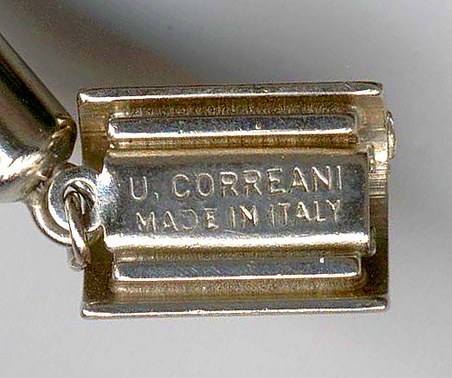 U. CORREANI
MADE IN ITALY